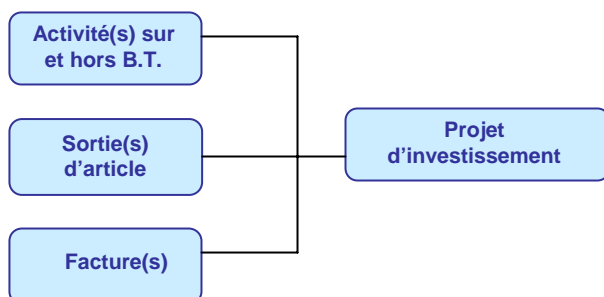 Activité(s) sur
et hors B.T.
Sortie(s)
d'article
Facture(s)
Projet
d'investissement